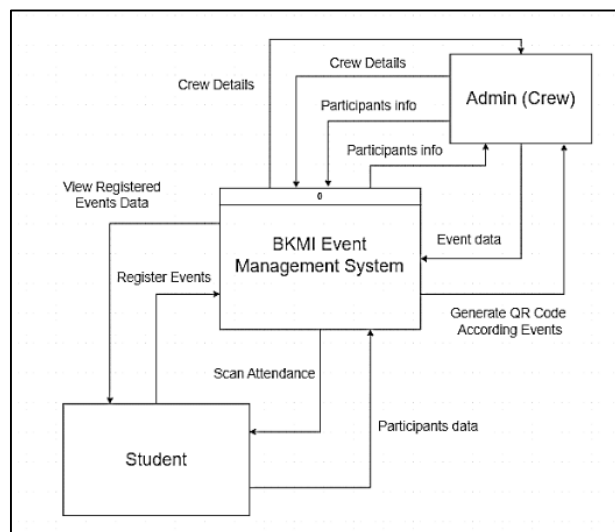 Crew Details
Crew Details
Admin (Crew)
Participants info
Participants info
View Registered
Events Data
0
BKMI Event
Management System
Event data
Register Events
Generate QR Code
According Events
Scan Attendance
Participants data
Student